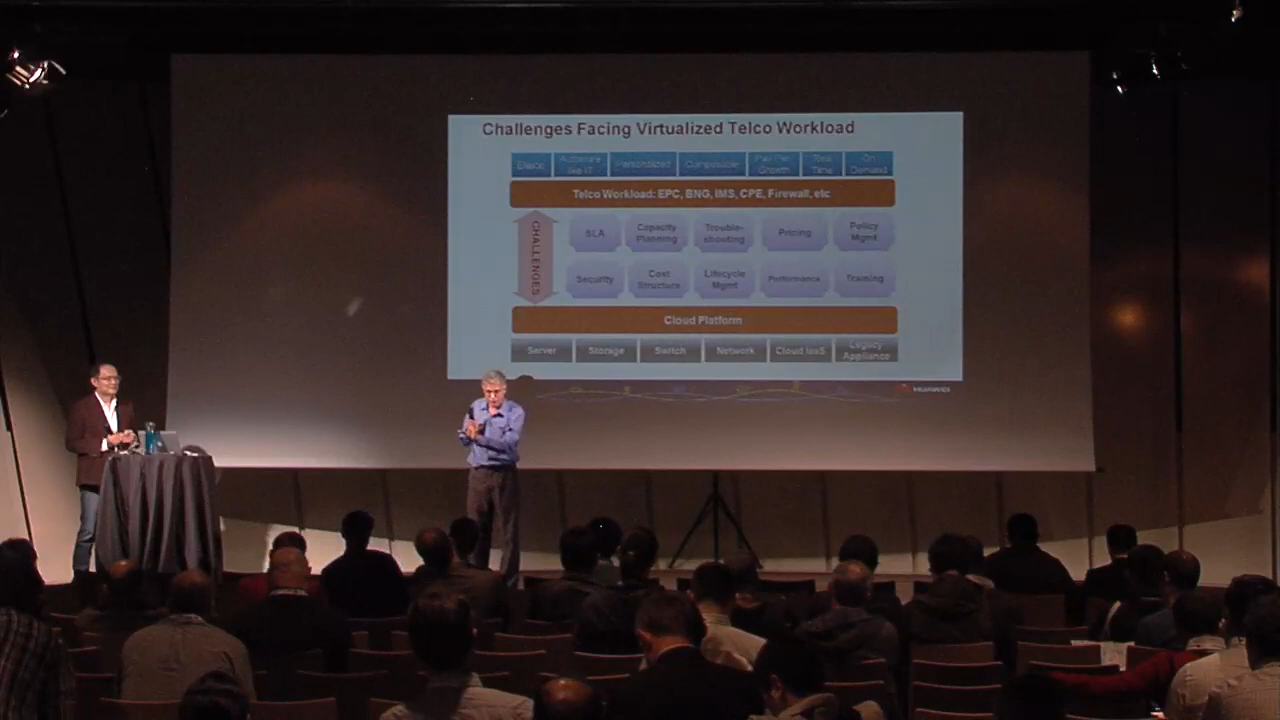 Challenges Facing Virtualized Telco Workload
Elastic
Automate
like IT
Personalized
Composable
Pay Per
Growth
Real
Time
On
Demand
Telco Workload: EPC, BNG, IMS, CPE, Firewall, etc
CHALLENGES
SLA
Capacity
Planning
Trouble-
shooting
Pricing
Policy
Mgmt
Security
Cost
Structure
Lifecycle
Mgmt
Performance
Training
Cloud Platform
Server
Storage
Switch
Network
Cloud IaaS
Legacy
Appliance
HUAWEI